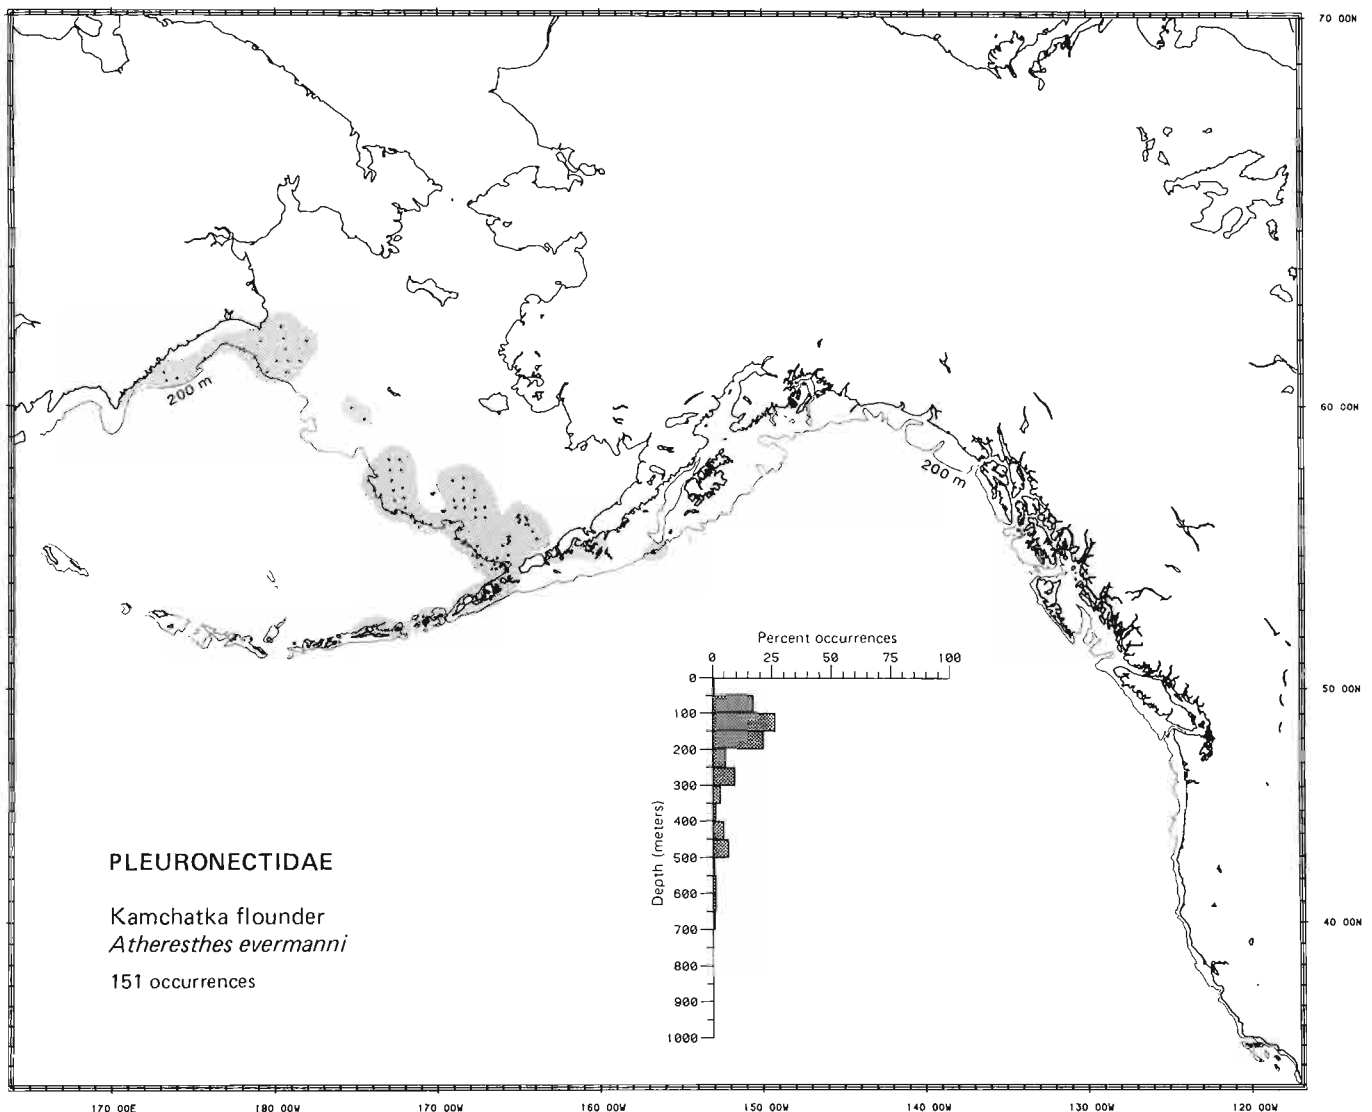 70 00N
200 m
60 00N
200 m
Percent occurrences
0 25 50 75 100
0
50 00N
100
200
300
400
500
600
700
800
900
1000
Depth (meters)
PLEURONECTIDAE
Kamchatka flounder
Atheresthes evermanni
151 occurrences
40 00N
170 00E 180 00W 170 00W 160 00W 150 00W 140 00W 130 00W 120 00W